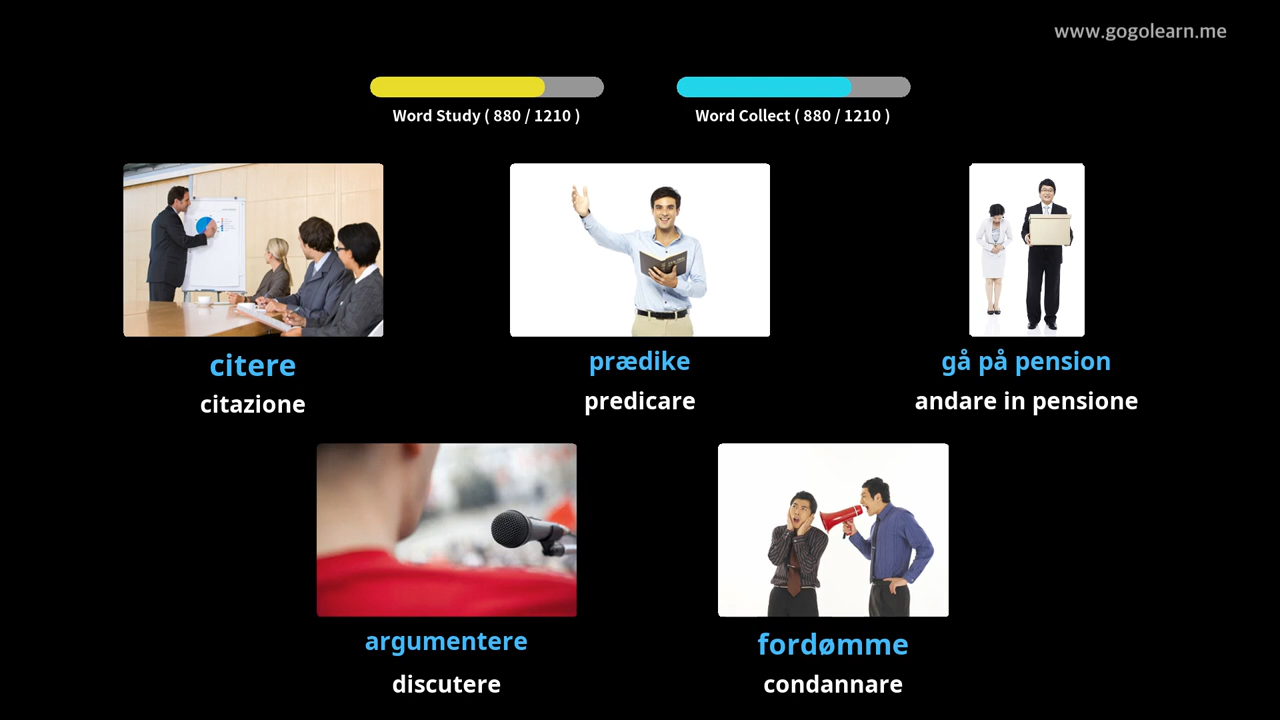 www.gogolearn.me
Word Study ( 880 / 1210 )
Word Collect ( 880 / 1210 )
citere
citazione
prædike
predicare
gå på pension
andare in pensione
argumentere
discutere
fordømme
condannare